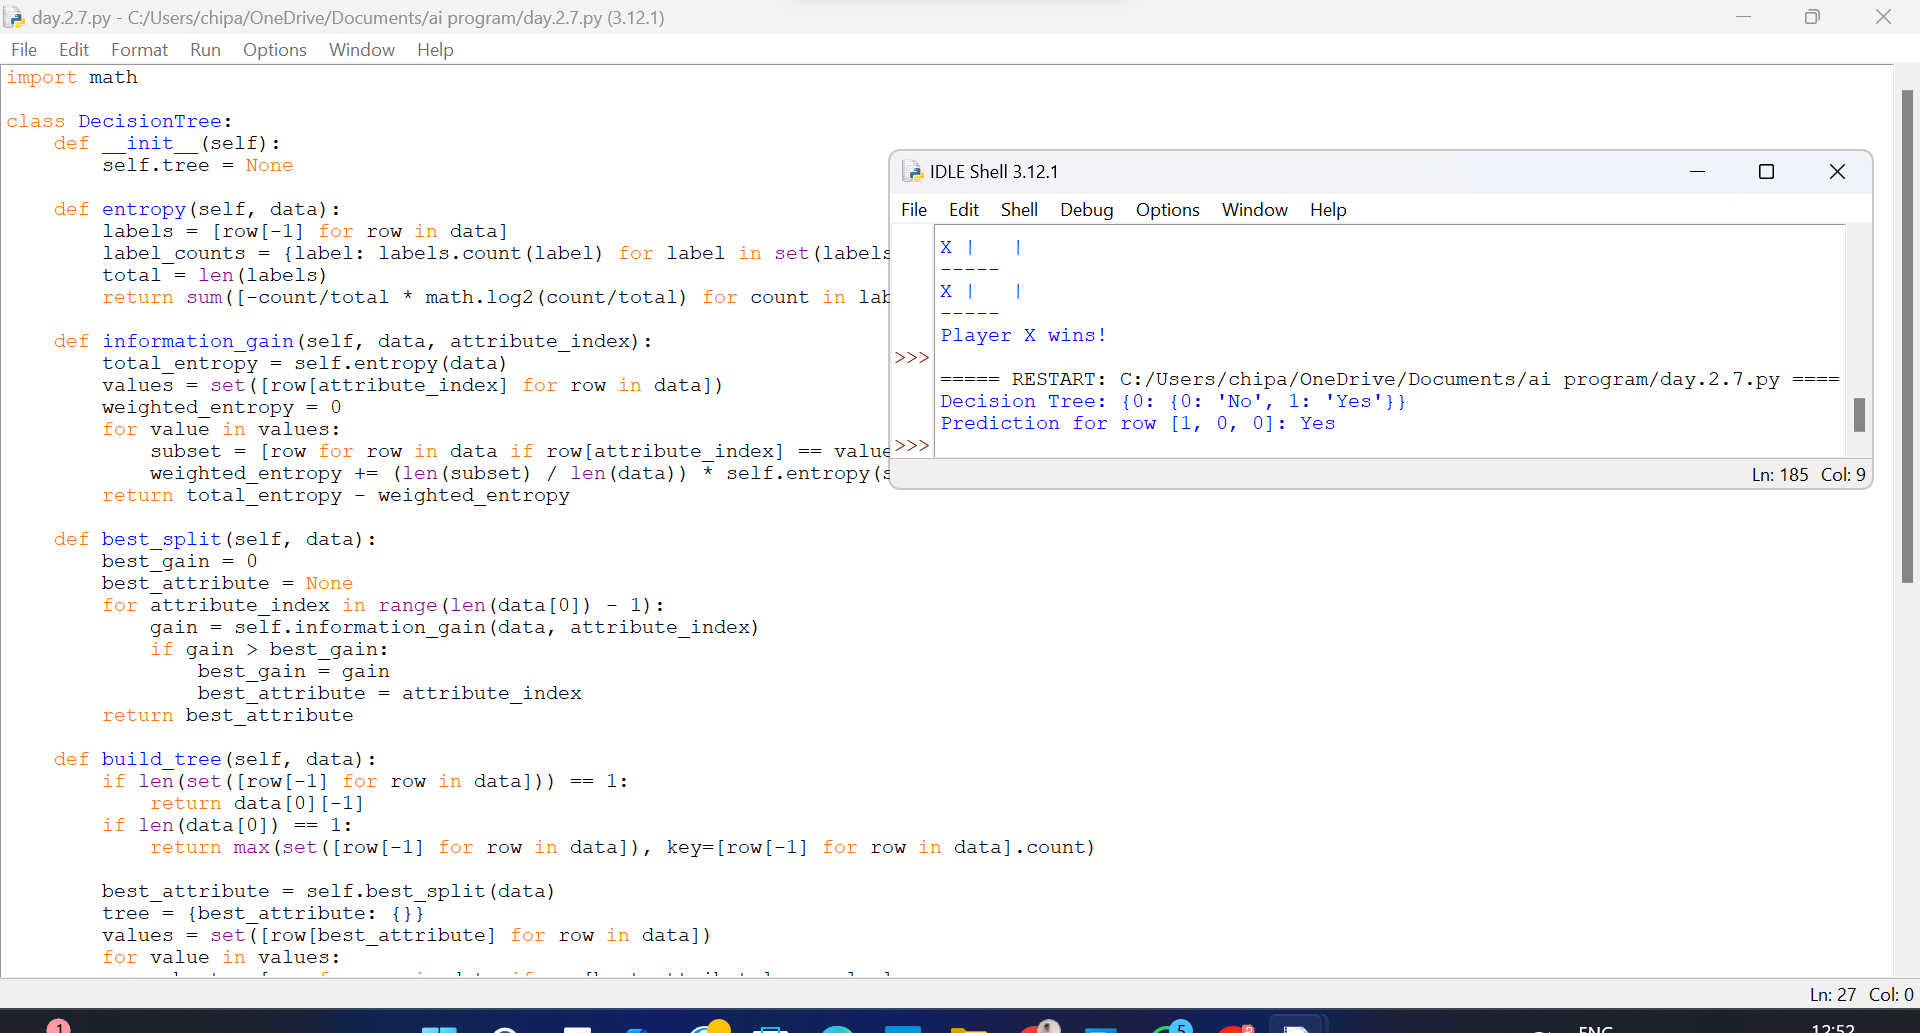 day.2.7.py - C:/Users/chipa/OneDrive/Documents/ai program/day.2.7.py (3.12.1)
File Edit Format Run Options Window Help
import math
class DecisionTree:
    def __init__(self):
        self.tree = None
    def entropy(self, data):
        labels = [row[-1] for row in data]
        label_counts = {label: labels.count(label) for label in set(labels
        total = len(labels)
        return sum([-count/total * math.log2(count/total) for count in lab
    def information_gain(self, data, attribute_index):
        total_entropy = self.entropy(data)
        values = set([row[attribute_index] for row in data])
        weighted_entropy = 0
        for value in values:
            subset = [row for row in data if row[attribute_index] == value
            weighted_entropy += (len(subset) / len(data)) * self.entropy(s
        return total_entropy - weighted_entropy
    def best_split(self, data):
        best_gain = 0
        best_attribute = None
        for attribute_index in range(len(data[0]) - 1):
            gain = self.information_gain(data, attribute_index)
            if gain > best_gain:
                best_gain = gain
                best_attribute = attribute_index
        return best_attribute
    def build_tree(self, data):
        if len(set([row[-1] for row in data])) == 1:
            return data[0][-1]
        if len(data[0]) == 1:
            return max(set([row[-1] for row in data]), key=[row[-1] for row in data].count)
        best_attribute = self.best_split(data)
        tree = {best_attribute: {}}
        values = set([row[best_attribute] for row in data])
        for value in values:
IDLE Shell 3.12.1
File Edit Shell Debug Options Window Help
X |   |
-----
X |   |
-----
Player X wins!
>>>
===== RESTART: C:/Users/chipa/OneDrive/Documents/ai program/day.2.7.py ====
Decision Tree: {0: {0: 'No', 1: 'Yes'}}
Prediction for row [1, 0, 0]: Yes
>>>
Ln: 185 Col: 9
Ln: 27 Col: 0
1
5
ENG
12:52